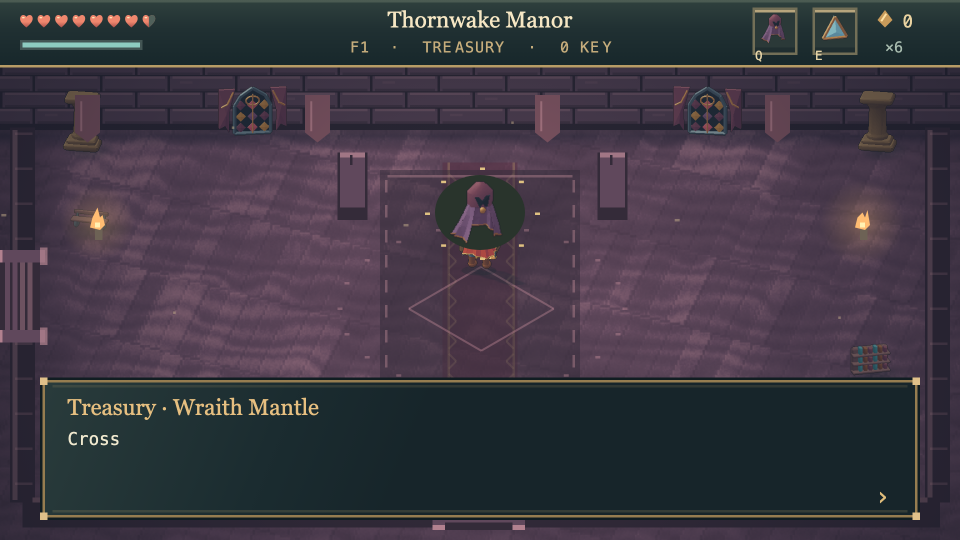 Thornwake Manor
F1 · TREASURY · 0 KEY
Q
E
0
×6
Treasury · Wraith Mantle
Cross